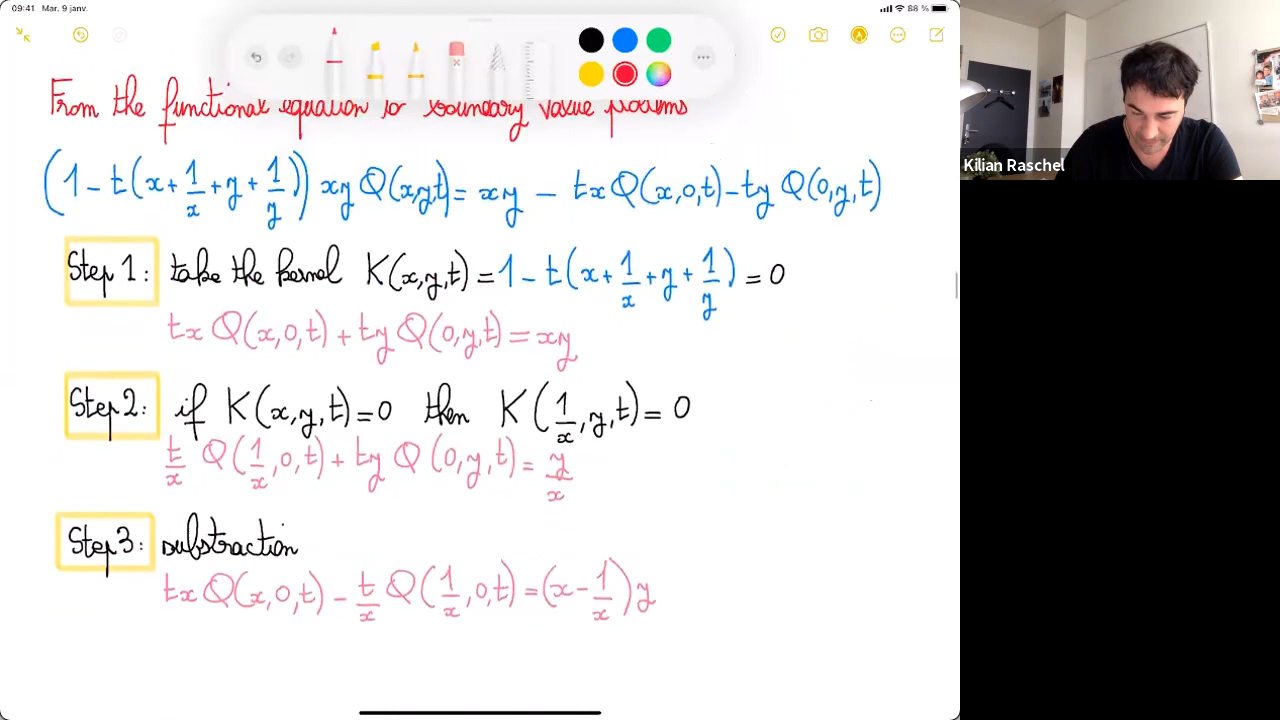 09:41 Mar. 9 janv.
88 %
From the functional equation to boundary value problems
(1 - t(x + 1/x + y + 1/y)) xy Q(x,y,t) = xy - tx Q(x,0,t) - ty Q(0,y,t)
Kilian Raschel
Step 1: take the kernel K(x,y,t) = 1 - t(x + 1/x + y + 1/y) = 0
tx Q(x,0,t) + ty Q(0,y,t) = xy
Step 2: if K(x,y,t) = 0 then K(1/x, y, t) = 0
t/x Q(1/x, 0, t) + ty Q(0,y,t) = y/x
Step 3: substraction
tx Q(x,0,t) - t/x Q(1/x, 0, t) = (x - 1/x) y